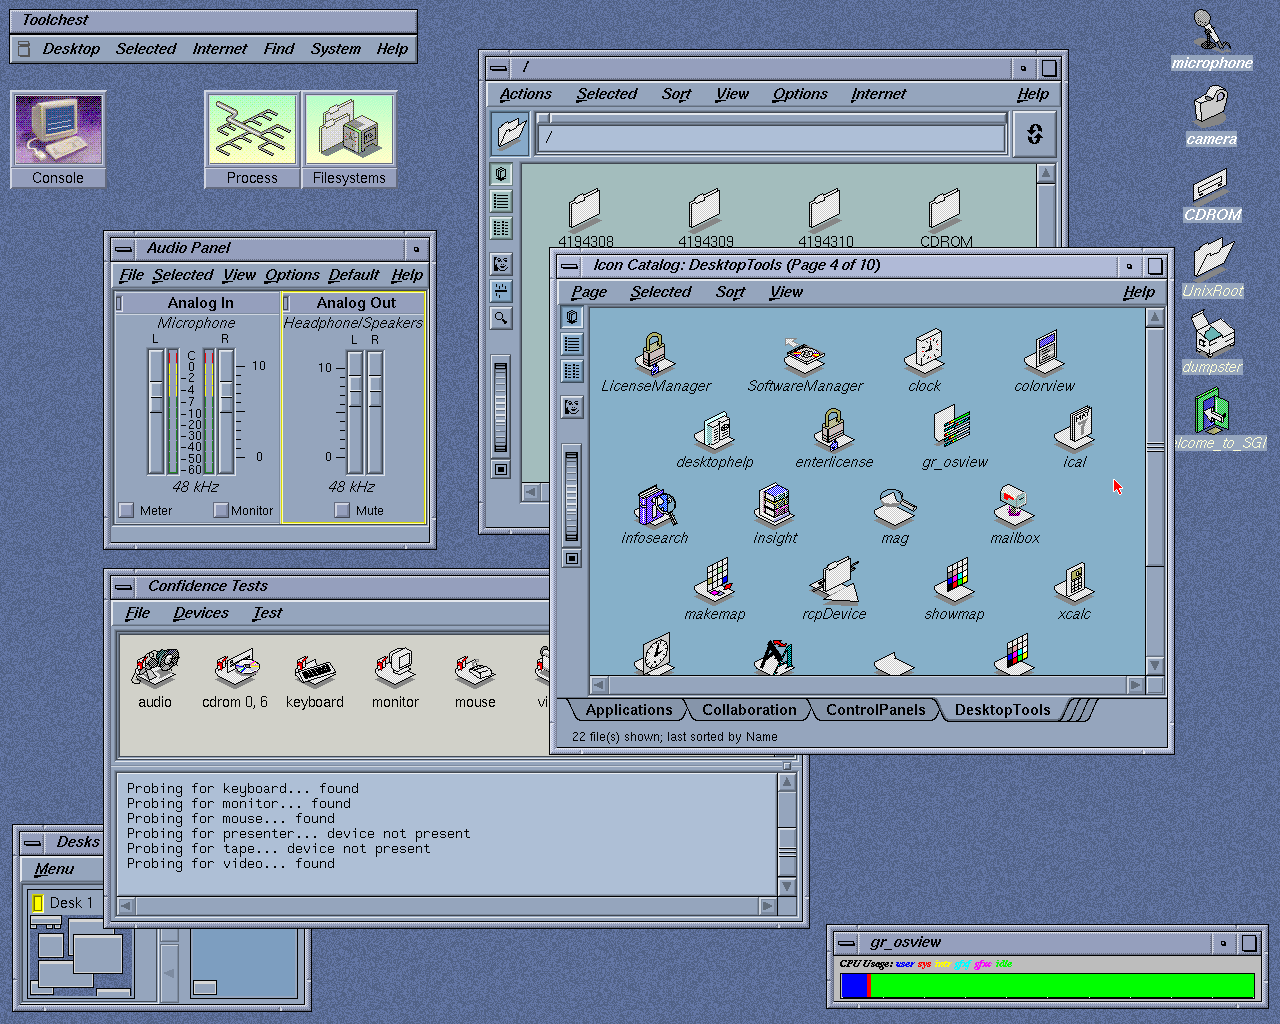 Toolchest
Desktop Selected Internet Find System Help
Console
Process
Filesystems
microphone
camera
CDROM
UnixRoot
dumpster
elcome_to_SGI
/
Actions Selected Sort View Options Internet Help
/
4194308 4194309 4194310 CDROM
Audio Panel
File Selected View Options Default Help
Analog In Analog Out
Microphone Headphone/Speakers
L R L R
C
0
2
4
7
10
20
30
40
50
60
10
0
10
0
48 kHz 48 kHz
Meter Monitor Mute
Icon Catalog: DesktopTools (Page 4 of 10)
Page Selected Sort View Help
LicenseManager SoftwareManager clock colorview
desktophelp enterlicense gr_osview ical
infosearch insight mag mailbox
makemap rcpDevice showmap xcalc
Applications Collaboration ControlPanels DesktopTools
22 file(s) shown; last sorted by Name
Confidence Tests
File Devices Test
audio cdrom 0, 6 keyboard monitor mouse vi
Probing for keyboard... found
Probing for monitor... found
Probing for mouse... found
Probing for presenter... device not present
Probing for tape... device not present
Probing for video... found
Desks
Menu
Desk 1
gr_osview
CPU Usage: user sys intr gfxf gfxc idle